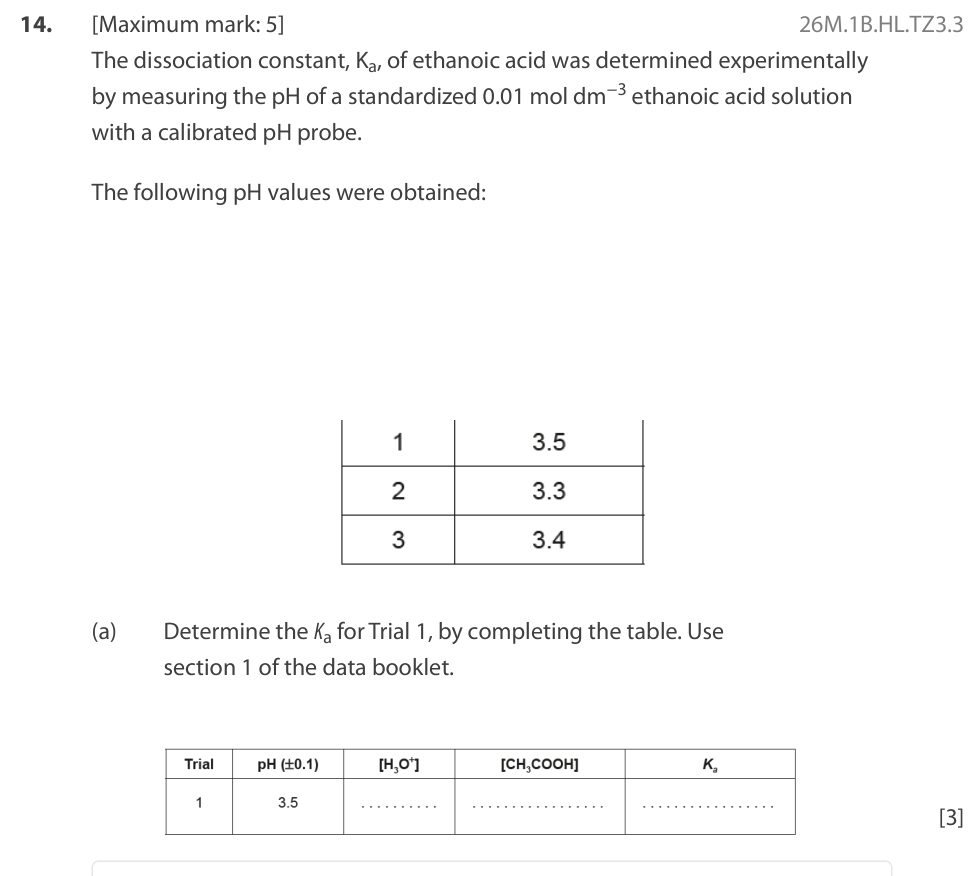 14. [Maximum mark: 5] 26M.1B.HL.TZ3.3
The dissociation constant, Kₐ, of ethanoic acid was determined experimentally
by measuring the pH of a standardized 0.01 mol dm⁻³ ethanoic acid solution
with a calibrated pH probe.
The following pH values were obtained:
1 3.5
2 3.3
3 3.4
(a) Determine the Kₐ for Trial 1, by completing the table. Use
section 1 of the data booklet.
Trial pH (±0.1) [H₃O⁺] [CH₃COOH] Kₐ
1 3.5 .......... ................. .................
[3]